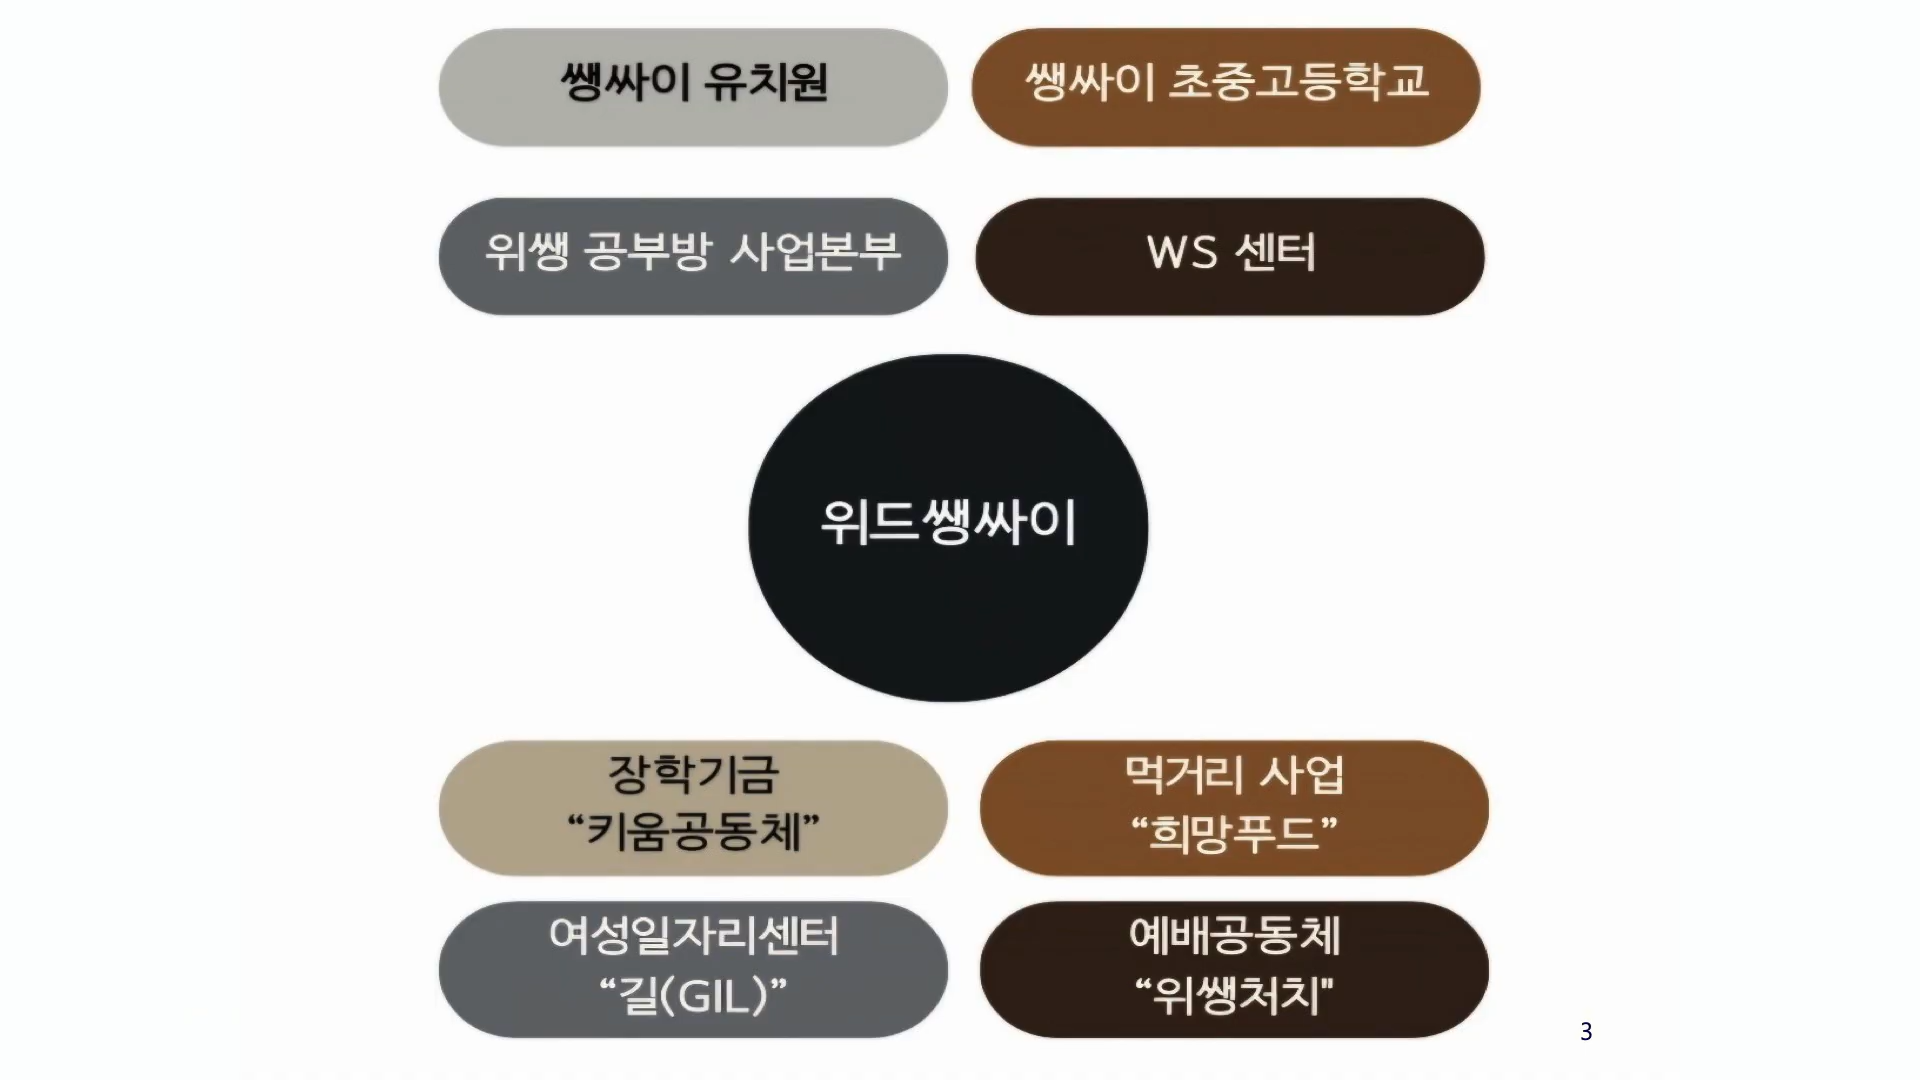 쌩싸이 유치원
쌩싸이 초중고등학교
위쌩 공부방 사업본부
WS 센터
위드쌩싸이
장학기금
“키움공동체”
먹거리 사업
“희망푸드”
여성일자리센터
“길(GIL)”
예배공동체
“위쌩처치"
3